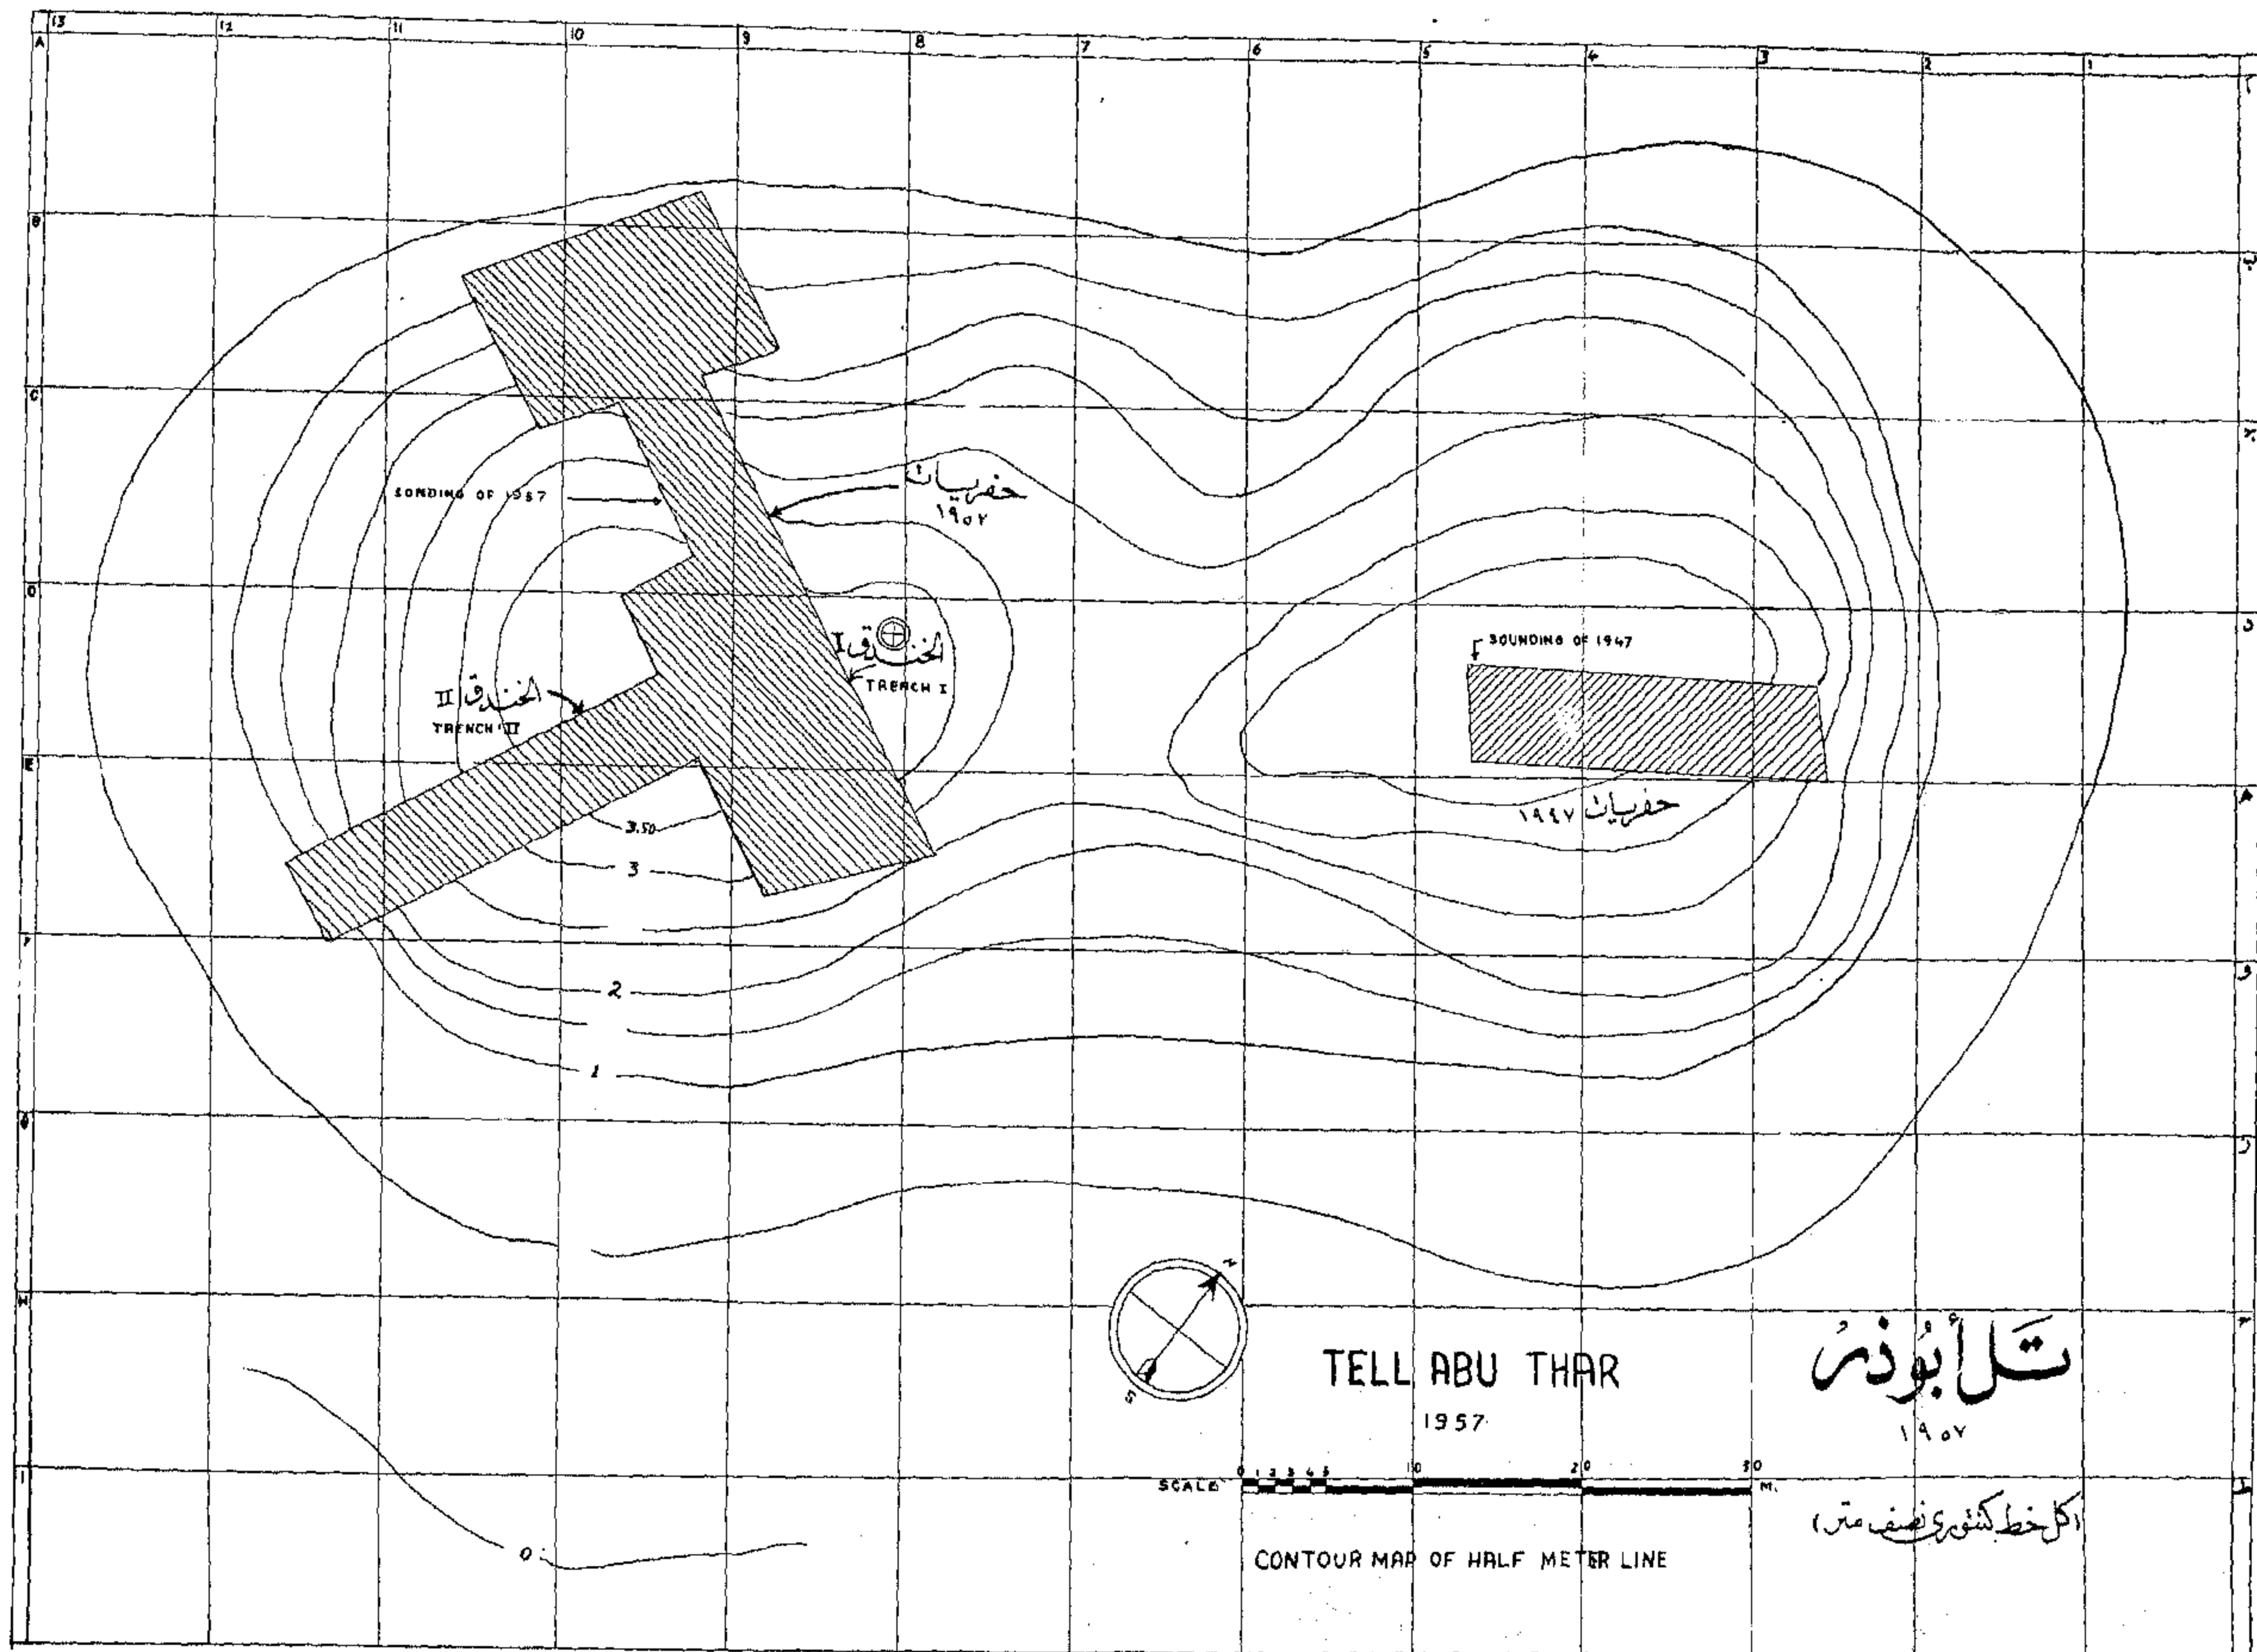 13 12 11 10 9 8 7 6 5 4 3 2 1
A
B
ب
C
SONDING OF 1957
حفريات
١٩٥٧
D
د
الخندق I
TRENCH I
SOUNDING OF 1947
الخندق II
TRENCH II
E
حفريات ١٩٤٧
3.50
3
F
و
2
1
G
ز
H
N
S
TELL ABU THAR
1957
تَل أبُو ذر
١٩٥٧
I
ط
0 1 2 3 4 5 10 20 30
SCALE
M.
(كل خط كنتوري نصف متر)
0
CONTOUR MAP OF HALF METER LINE